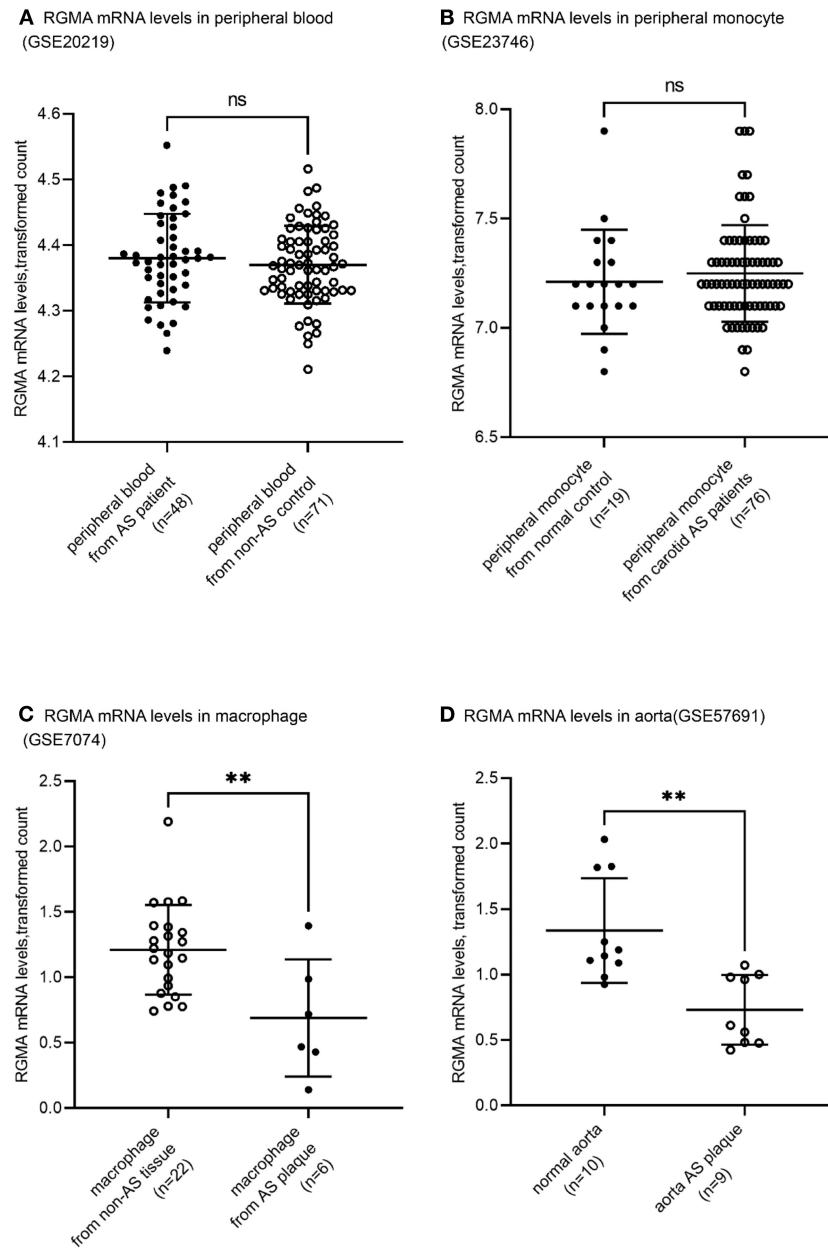 A RGMA mRNA levels in peripheral blood
(GSE20219)
RGMA mRNA levels,transformed count
4.6
4.5
4.4
4.3
4.2
4.1
ns
peripheral blood
from AS patient
(n=48)
peripheral blood
from non-AS control
(n=71)
B RGMA mRNA levels in peripheral monocyte
(GSE23746)
RGMA mRNA levels,transformed count
8.0
7.5
7.0
6.5
ns
peripheral monocyte
from normal control
(n=19)
peripheral monocyte
from carotid AS patients
(n=76)
C RGMA mRNA levels in macrophage
(GSE7074)
RGMA mRNA levels,transformed count
2.5
2.0
1.5
1.0
0.5
0.0
**
macrophage
from non-AS tissue
(n=22)
macrophage
from AS plaque
(n=6)
D RGMA mRNA levels in aorta(GSE57691)
RGMA mRNA levels, transformed count
2.5
2.0
1.5
1.0
0.5
0.0
**
normal aorta
(n=10)
aorta AS plaque
(n=9)